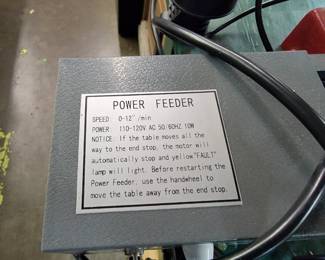 POWER FEEDER
SPEED 0-12"/min
POWER 110-120V AC 50/60HZ 10W
NOTICE: If the table moves all the
way to the end stop, the motor will
automatically stop and yellow "FAULT"
lamp will light. Before restarting the
Power Feeder, use the handwheel to
move the table away from the end stop.